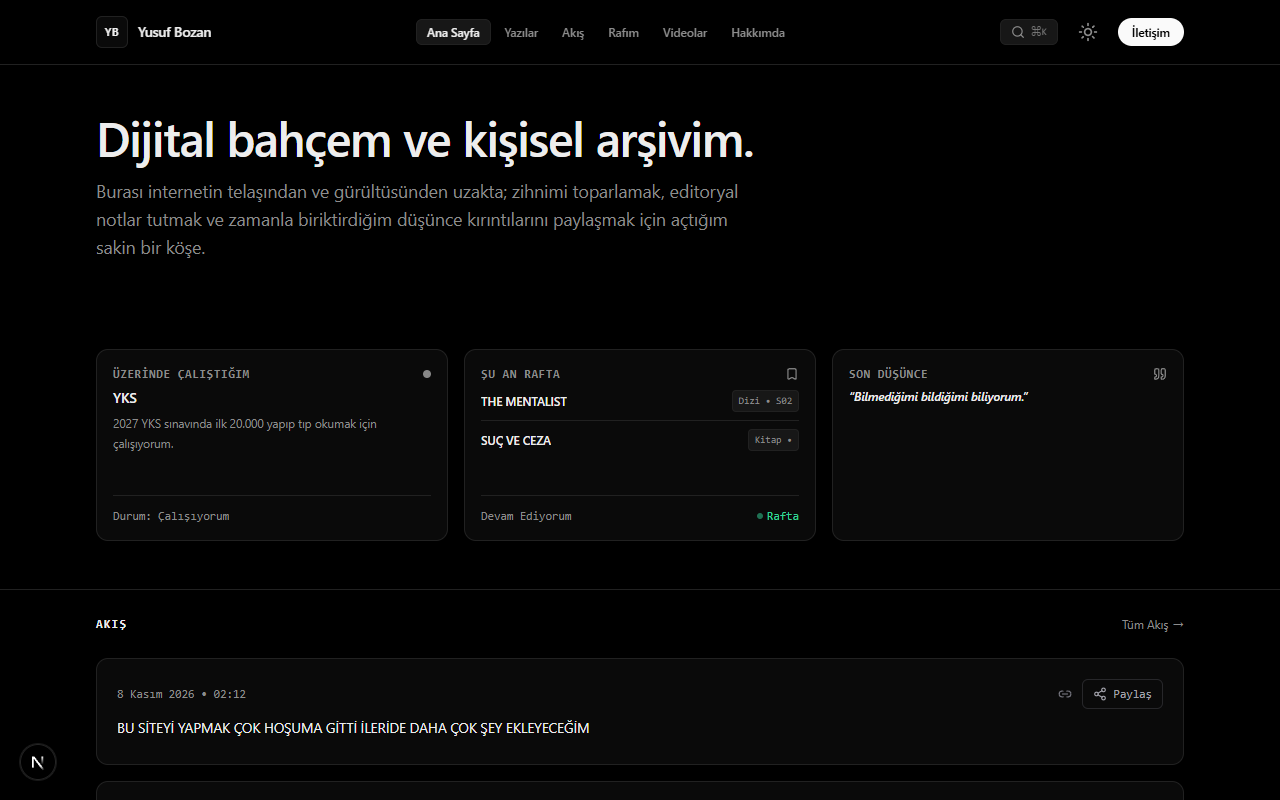 YB
Yusuf Bozan
Ana Sayfa
Yazılar
Akış
Rafım
Videolar
Hakkımda
⌘K
İletişim
Dijital bahçem ve kişisel arşivim.
Burası internetin telaşından ve gürültüsünden uzakta; zihnimi toparlamak, editoryal
notlar tutmak ve zamanla biriktirdiğim düşünce kırıntılarını paylaşmak için açtığım
sakin bir köşe.
ÜZERİNDE ÇALIŞTIĞIM
YKS
2027 YKS sınavında ilk 20.000 yapıp tıp okumak için
çalışıyorum.
Durum: Çalışıyorum
ŞU AN RAFTA
THE MENTALIST
Dizi • S02
SUÇ VE CEZA
Kitap •
Devam Ediyorum
Rafta
SON DÜŞÜNCE
“Bilmediğimi bildiğimi biliyorum.”
AKIŞ
Tüm Akış →
8 Kasım 2026 • 02:12
Paylaş
BU SİTEYİ YAPMAK ÇOK HOŞUMA GİTTİ İLERİDE DAHA ÇOK ŞEY EKLEYECEĞİM
N